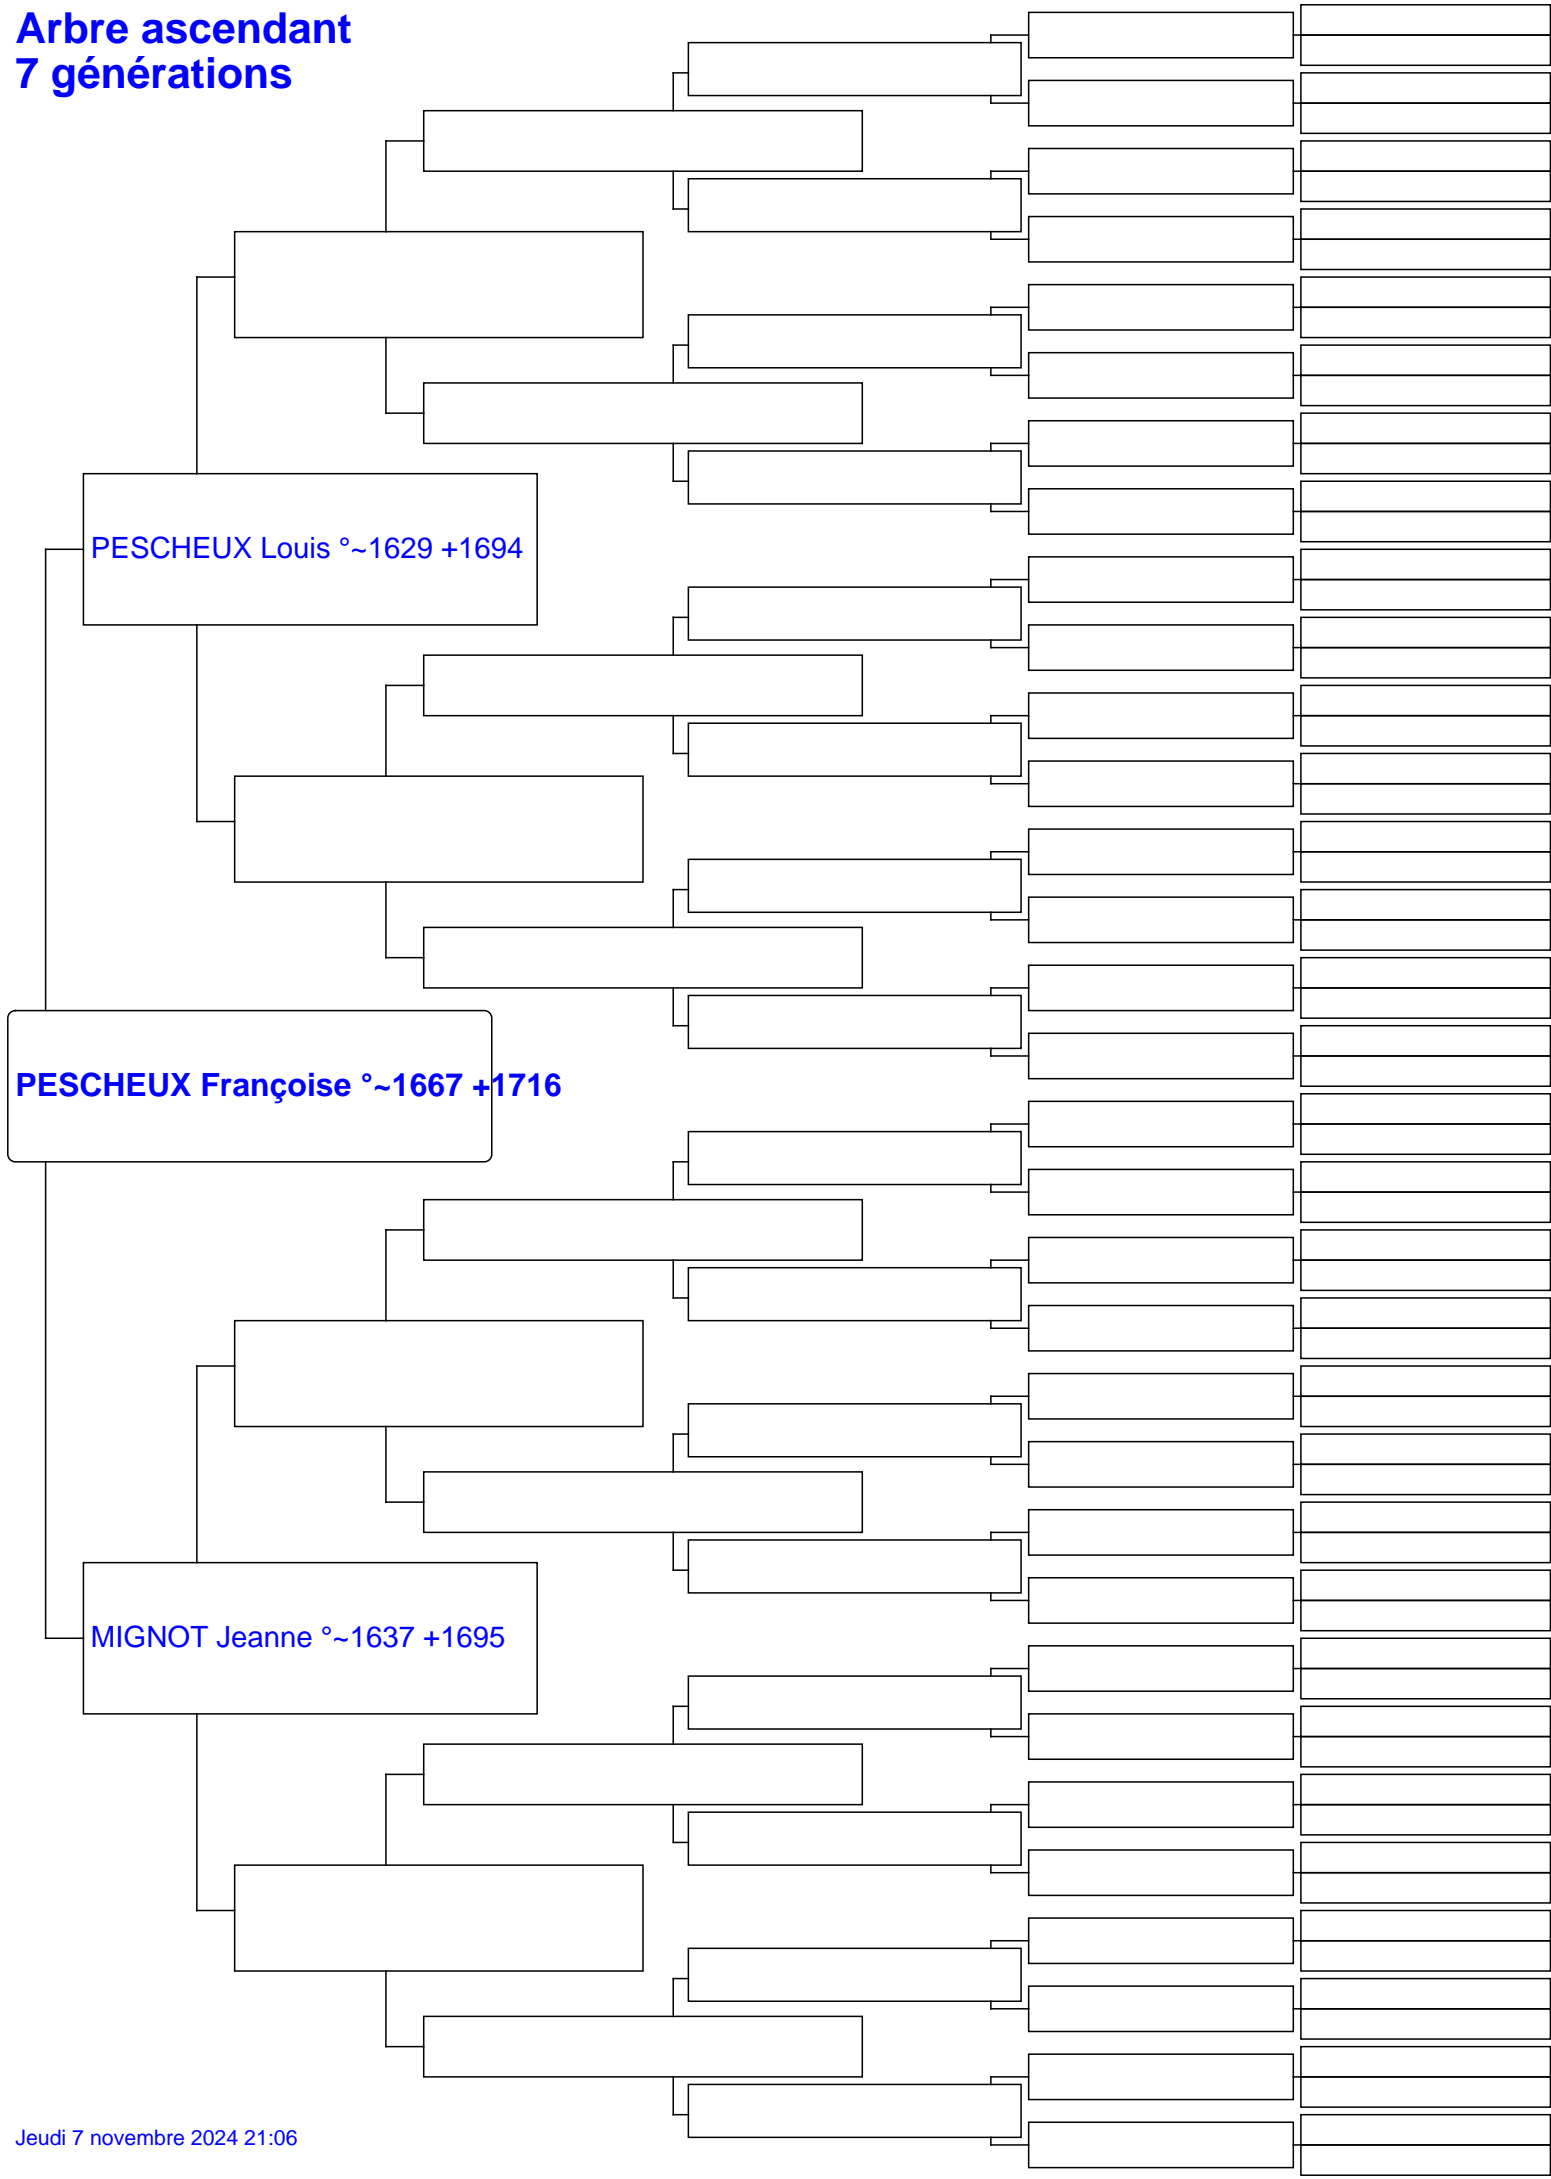 Arbre ascendant
7 générations
PESCHEUX Louis °~1629 +1694
PESCHEUX Françoise °~1667 +1716
MIGNOT Jeanne °~1637 +1695
Jeudi 7 novembre 2024 21:06